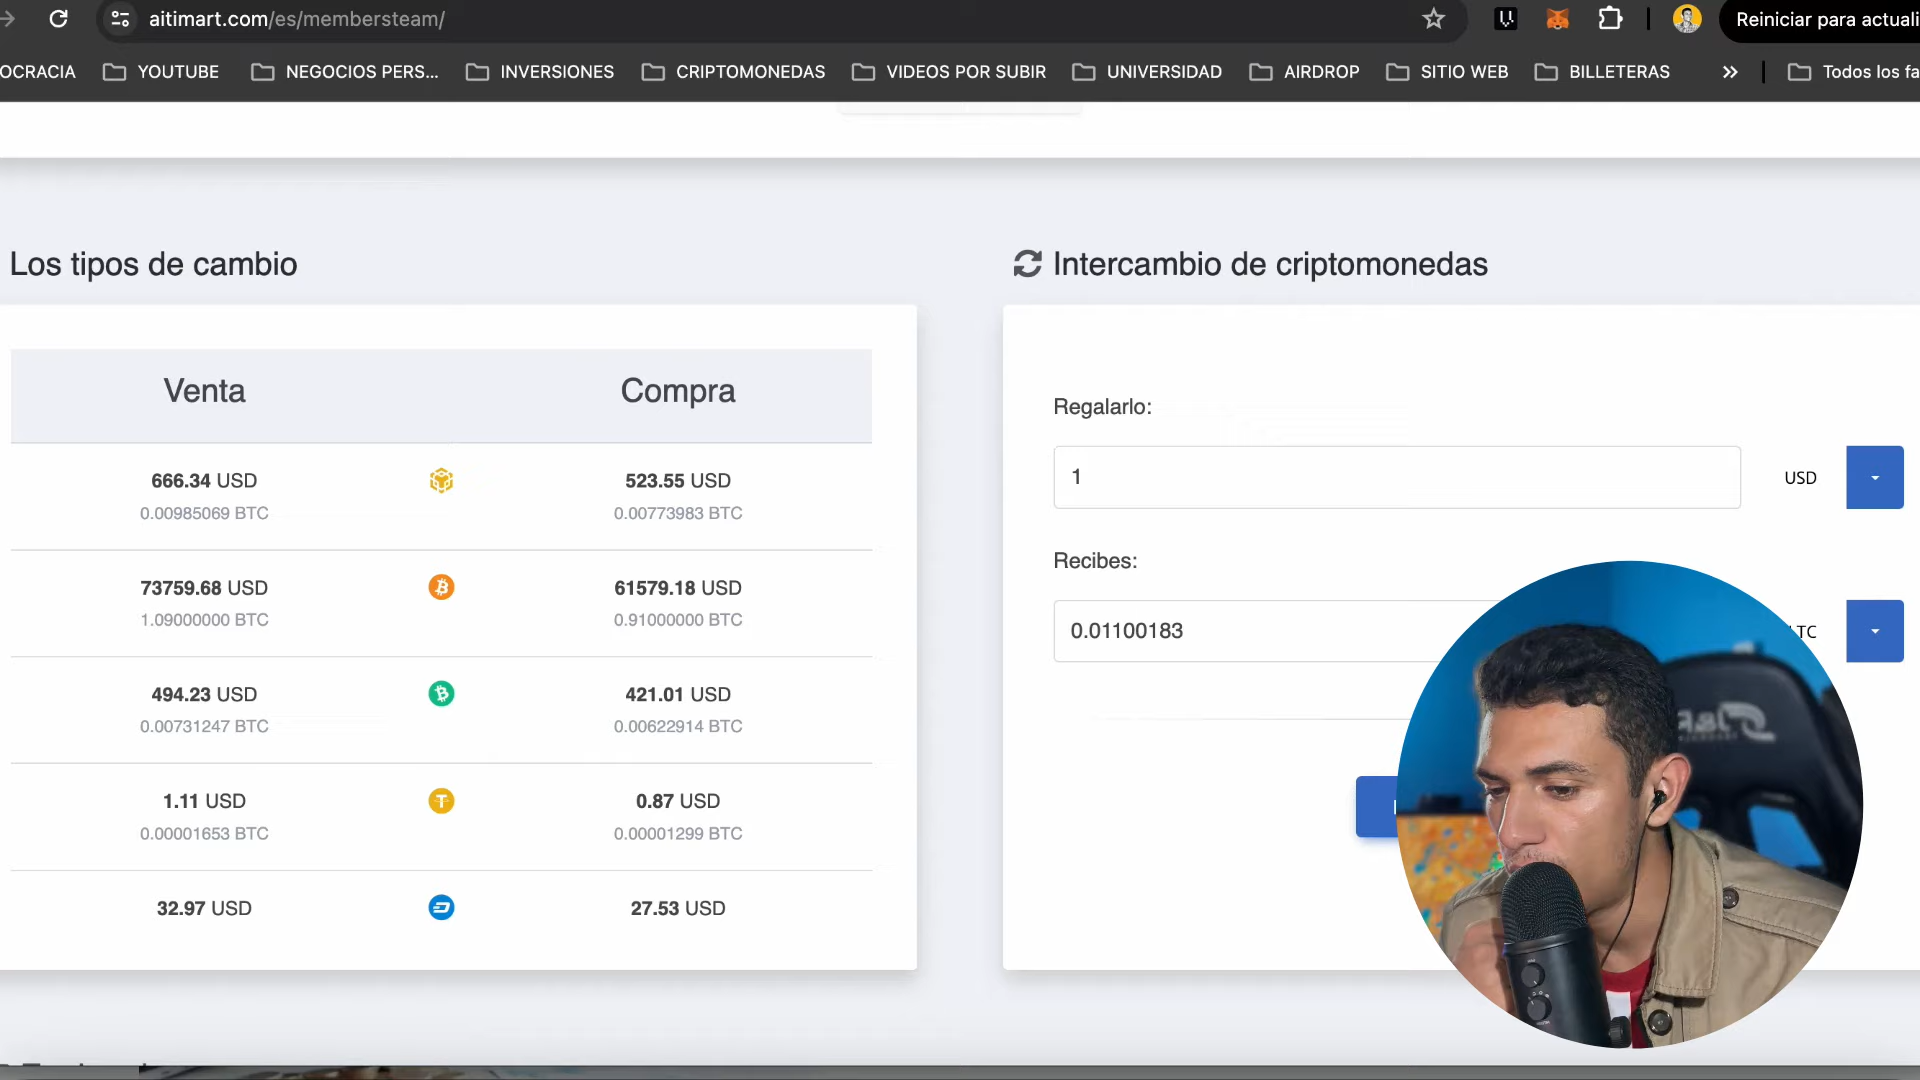 aitimart.com/es/membersteam/
Reiniciar para actuali
OCRACIA
YOUTUBE
NEGOCIOS PERS...
INVERSIONES
CRIPTOMONEDAS
VIDEOS POR SUBIR
UNIVERSIDAD
AIRDROP
SITIO WEB
BILLETERAS
Todos los fa
Los tipos de cambio
Venta
Compra
666.34 USD
523.55 USD
0.00985069 BTC
0.00773983 BTC
73759.68 USD
61579.18 USD
1.09000000 BTC
0.91000000 BTC
494.23 USD
421.01 USD
0.00731247 BTC
0.00622914 BTC
1.11 USD
0.87 USD
0.00001653 BTC
0.00001299 BTC
32.97 USD
27.53 USD
Intercambio de criptomonedas
Regalarlo:
1
USD
Recibes:
0.01100183
LTC